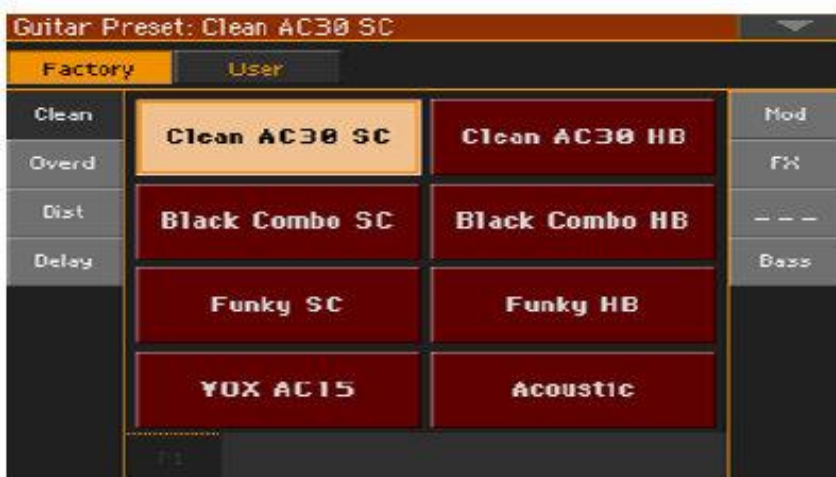 Guitar Preset: Clean AC30 SC
Factory User
Clean
Overd
Dist
Delay
Clean AC30 SC Clean AC30 HB
Black Combo SC Black Combo HB
Funky SC Funky HB
VOX AC15 Acoustic
Mod
FX
---
Bass
P1